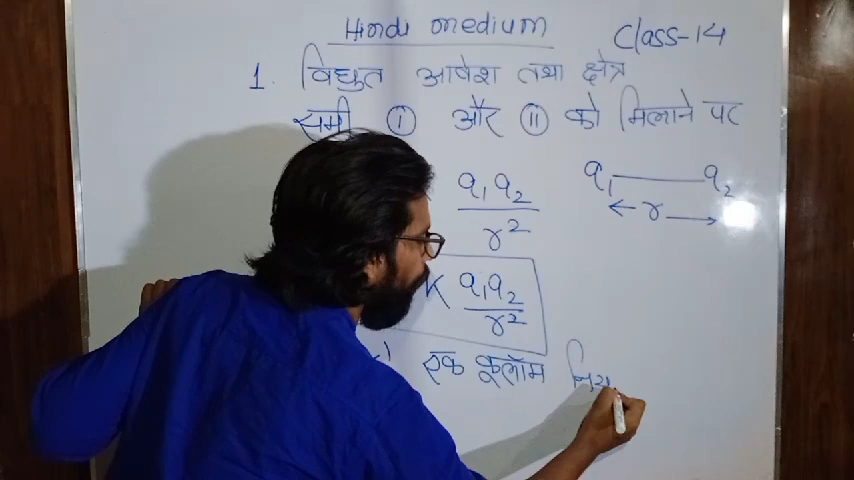 Hindi medium
Class-14
1. विद्युत आवेश तथा क्षेत्र
समी (i) और (ii) को मिलाने पर
q₁q₂
r²
q₁ q₂
← r →
K q₁q₂
r²
एक कूलॉम